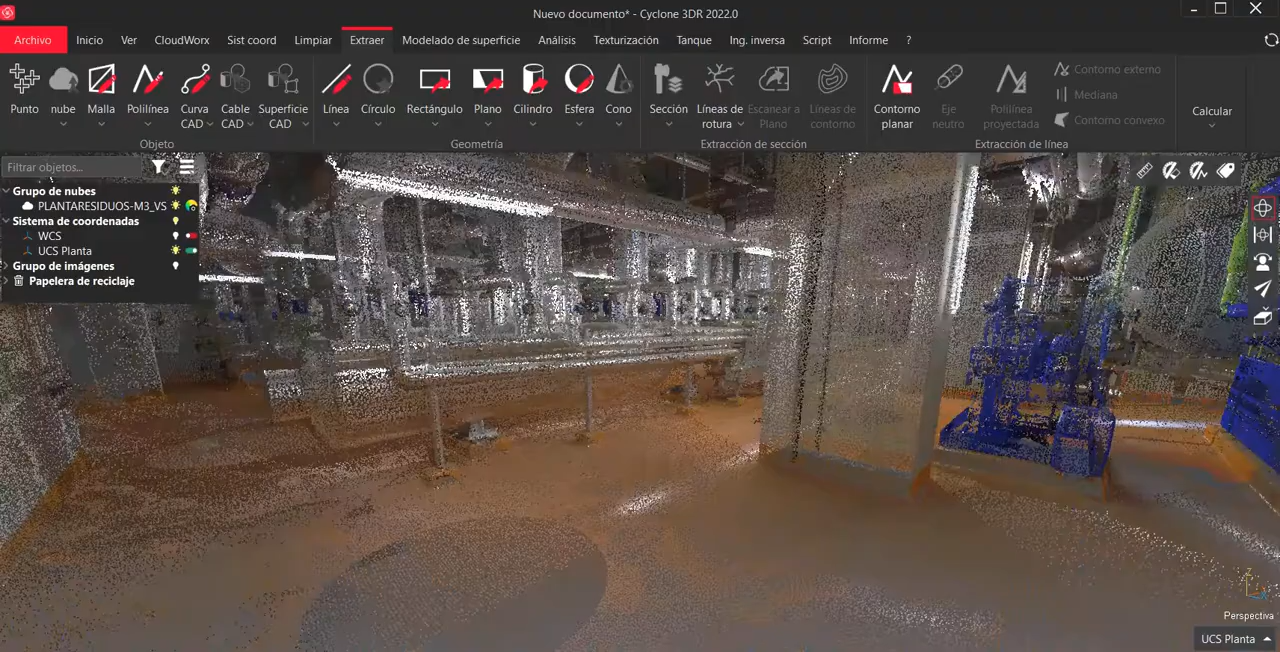 Nuevo documento* - Cyclone 3DR 2022.0
Archivo Inicio Ver CloudWorx Sist coord Limpiar Extraer Modelado de superficie Análisis Texturización Tanque Ing. inversa Script Informe ?
Punto nube Malla Polilínea Curva CAD Cable CAD Superficie CAD
Objeto
Línea Círculo Rectángulo Plano Cilindro Esfera Cono
Geometría
Sección Líneas de rotura Escanear a Plano Líneas de contorno
Extracción de sección
Contorno planar Eje neutro Polilínea proyectada
Contorno externo
Mediana
Contorno convexo
Extracción de línea
Calcular
Filtrar objetos...
Grupo de nubes
PLANTARESIDUOS-M3_VS
Sistema de coordenadas
WCS
UCS Planta
Grupo de imágenes
Papelera de reciclaje
Z
Perspectiva
UCS Planta